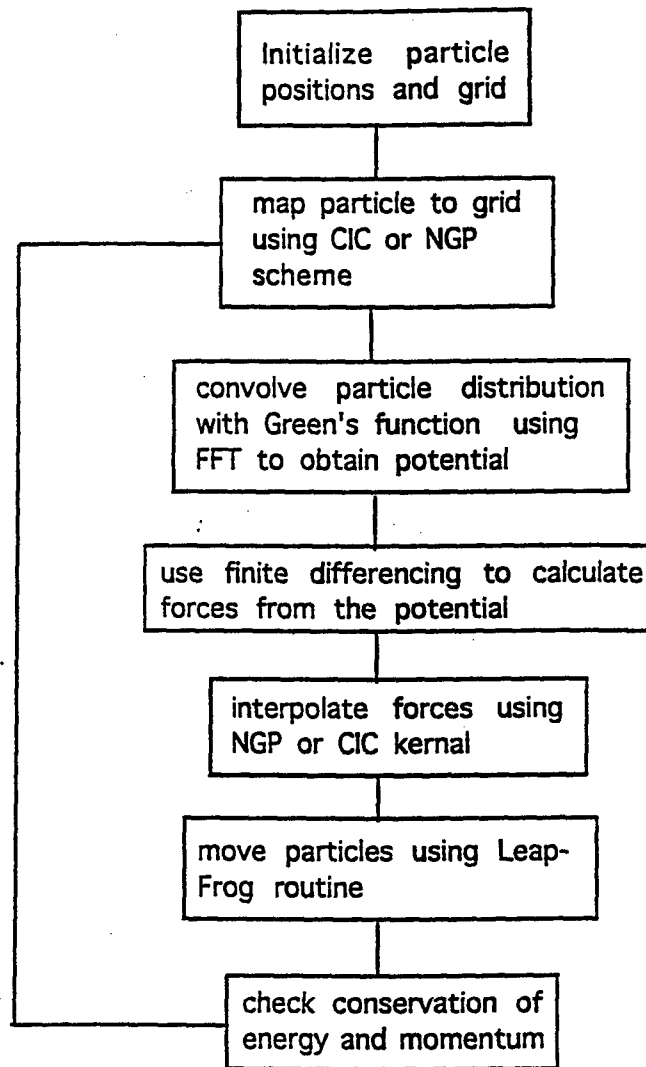 Initialize particle
positions and grid
map particle to grid
using CIC or NGP
scheme
convolve particle distribution
with Green's function using
FFT to obtain potential
use finite differencing to calculate
forces from the potential
interpolate forces using
NGP or CIC kernal
move particles using Leap-
Frog routine
check conservation of
energy and momentum